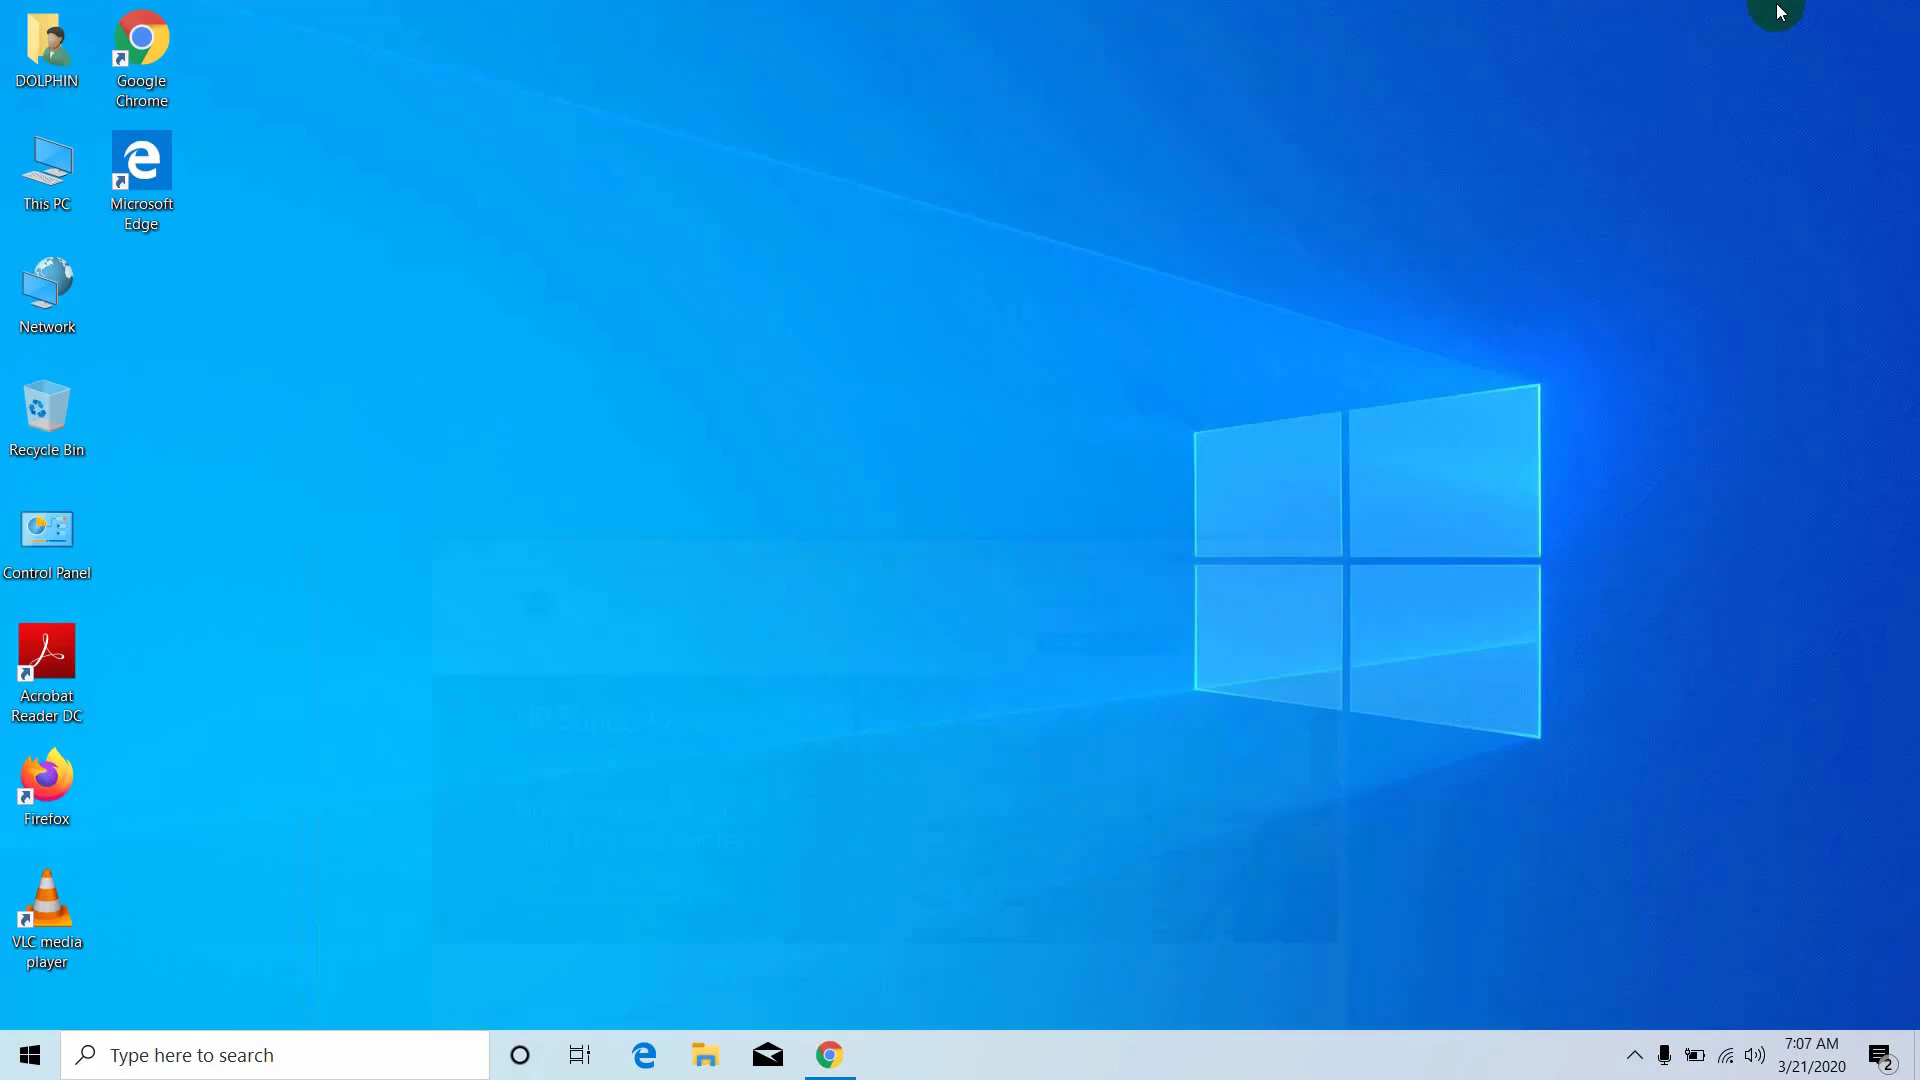 DOLPHIN
Google
Chrome
This PC
Microsoft
Edge
Network
Recycle Bin
Control Panel
Acrobat
Reader DC
Firefox
VLC media
player
Type here to search
7:07 AM
3/21/2020
2